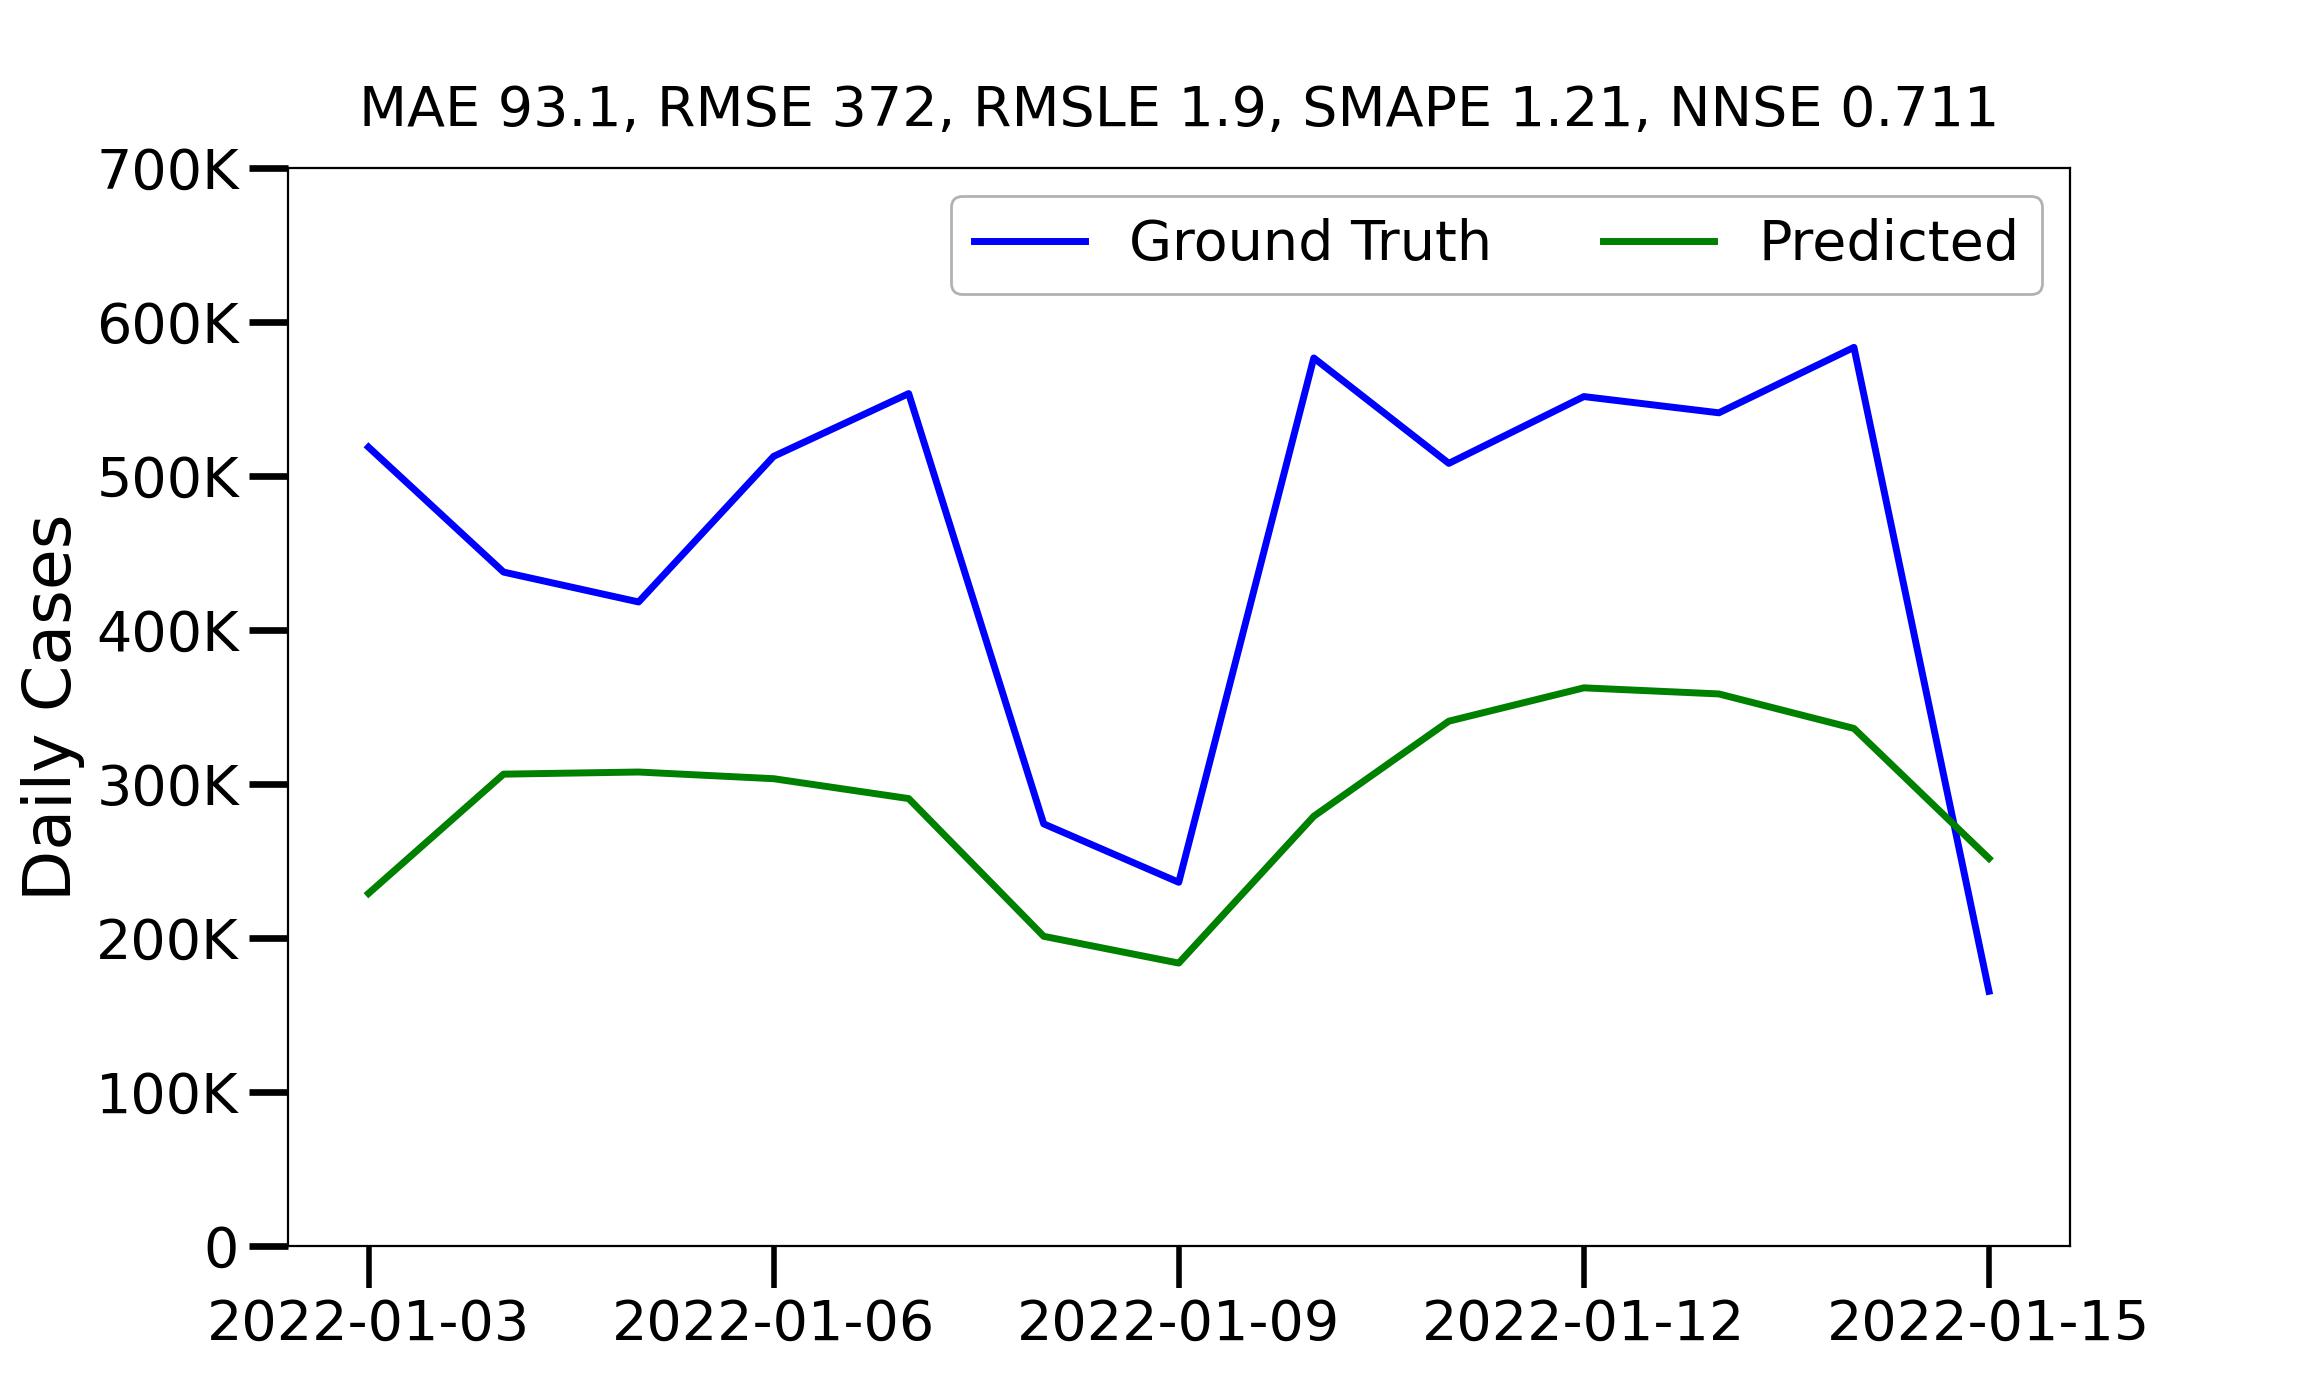 MAE 93.1, RMSE 372, RMSLE 1.9, SMAPE 1.21, NNSE 0.711
Ground Truth
Predicted
700K
600K
500K
400K
300K
200K
100K
0
Daily Cases
2022-01-03
2022-01-06
2022-01-09
2022-01-12
2022-01-15